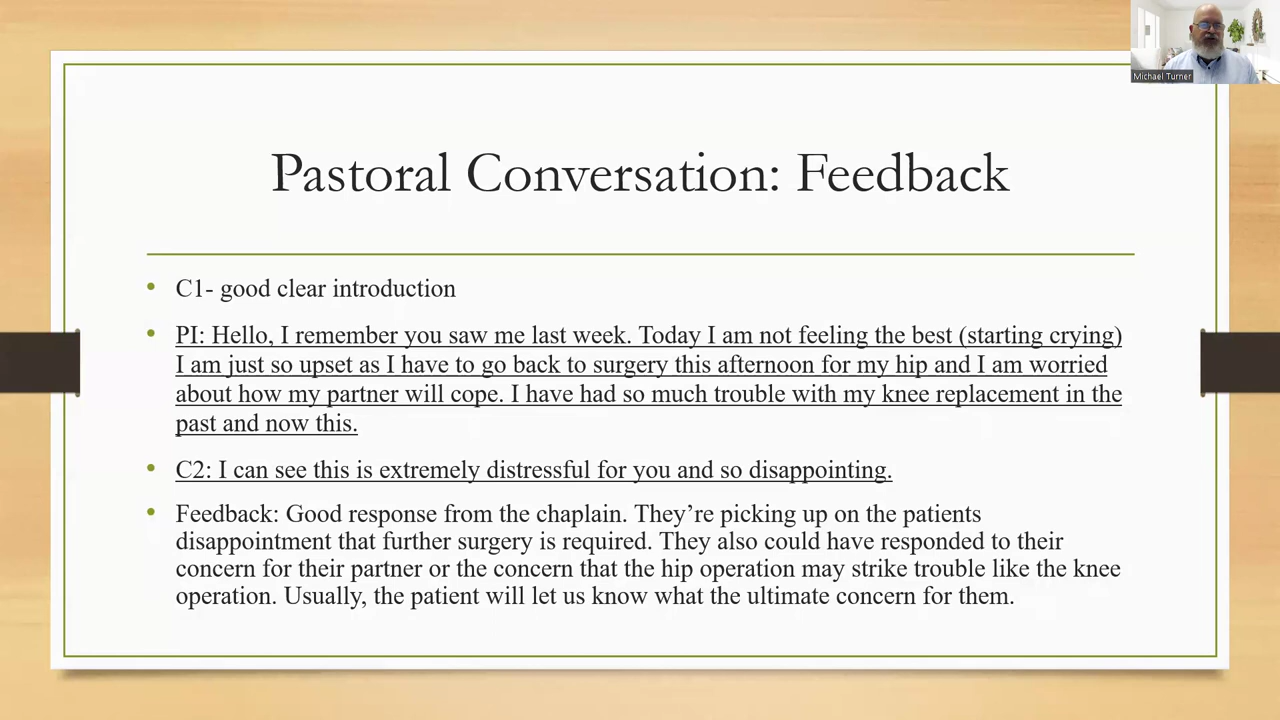 Michael Turner
Pastoral Conversation: Feedback
• C1- good clear introduction
• PI: Hello, I remember you saw me last week. Today I am not feeling the best (starting crying)
I am just so upset as I have to go back to surgery this afternoon for my hip and I am worried
about how my partner will cope. I have had so much trouble with my knee replacement in the
past and now this.
• C2: I can see this is extremely distressful for you and so disappointing.
• Feedback: Good response from the chaplain. They’re picking up on the patients
disappointment that further surgery is required. They also could have responded to their
concern for their partner or the concern that the hip operation may strike trouble like the knee
operation. Usually, the patient will let us know what the ultimate concern for them.